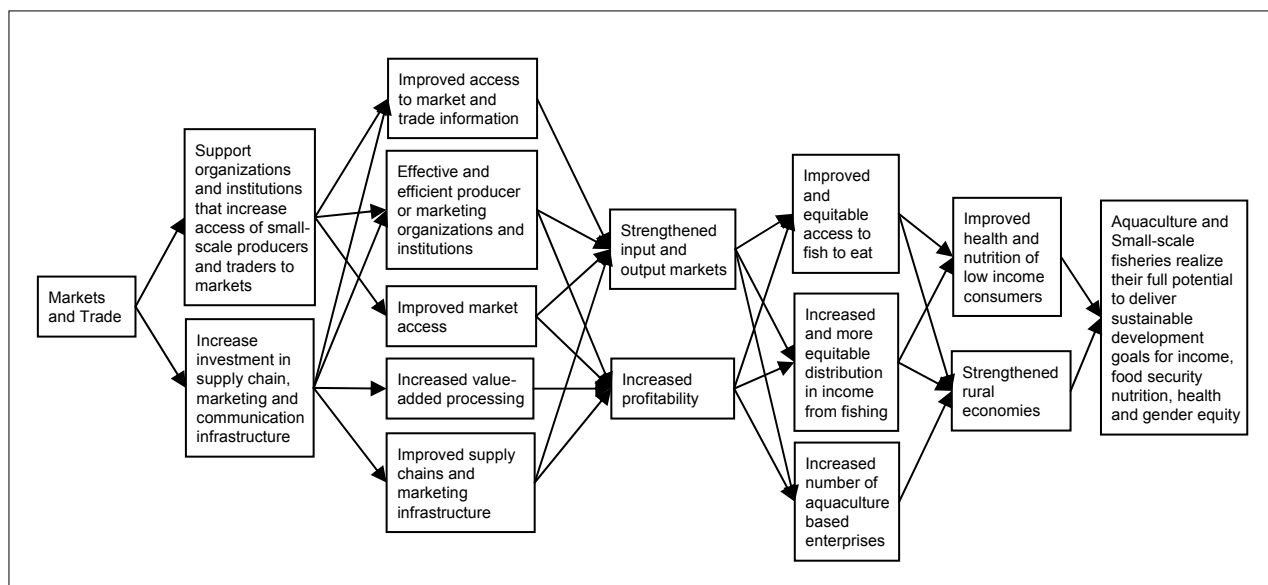 Markets
and Trade
Support
organizations
and institutions
that increase
access of small-
scale producers
and traders to
markets
Increase
investment in
supply chain,
marketing and
communication
infrastructure
Improved access
to market and
trade information
Effective and
efficient producer
or marketing
organizations and
institutions
Improved market
access
Increased value-
added processing
Improved supply
chains and
marketing
infrastructure
Strengthened
input and
output markets
Increased
profitability
Improved
and
equitable
access to
fish to eat
Increased
and more
equitable
distribution
in income
from fishing
Increased
number of
aquaculture
based
enterprises
Improved
health and
nutrition of
low income
consumers
Strengthened
rural
economies
Aquaculture and
Small-scale
fisheries realize
their full potential
to deliver
sustainable
development
goals for income,
food security
nutrition, health
and gender equity